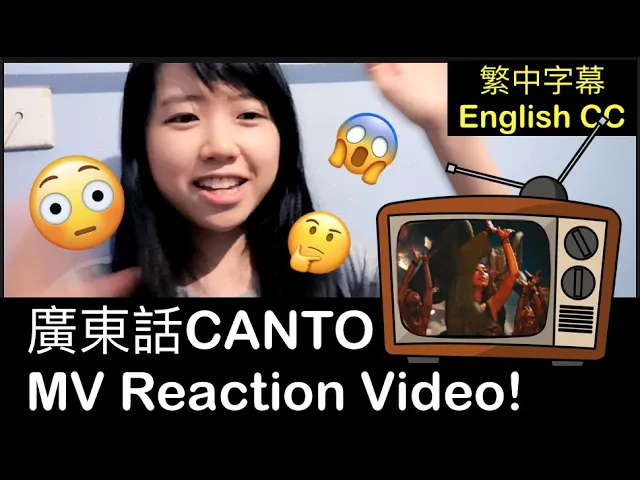 繁中字幕
English CC
廣東話CANTO
MV Reaction Video!